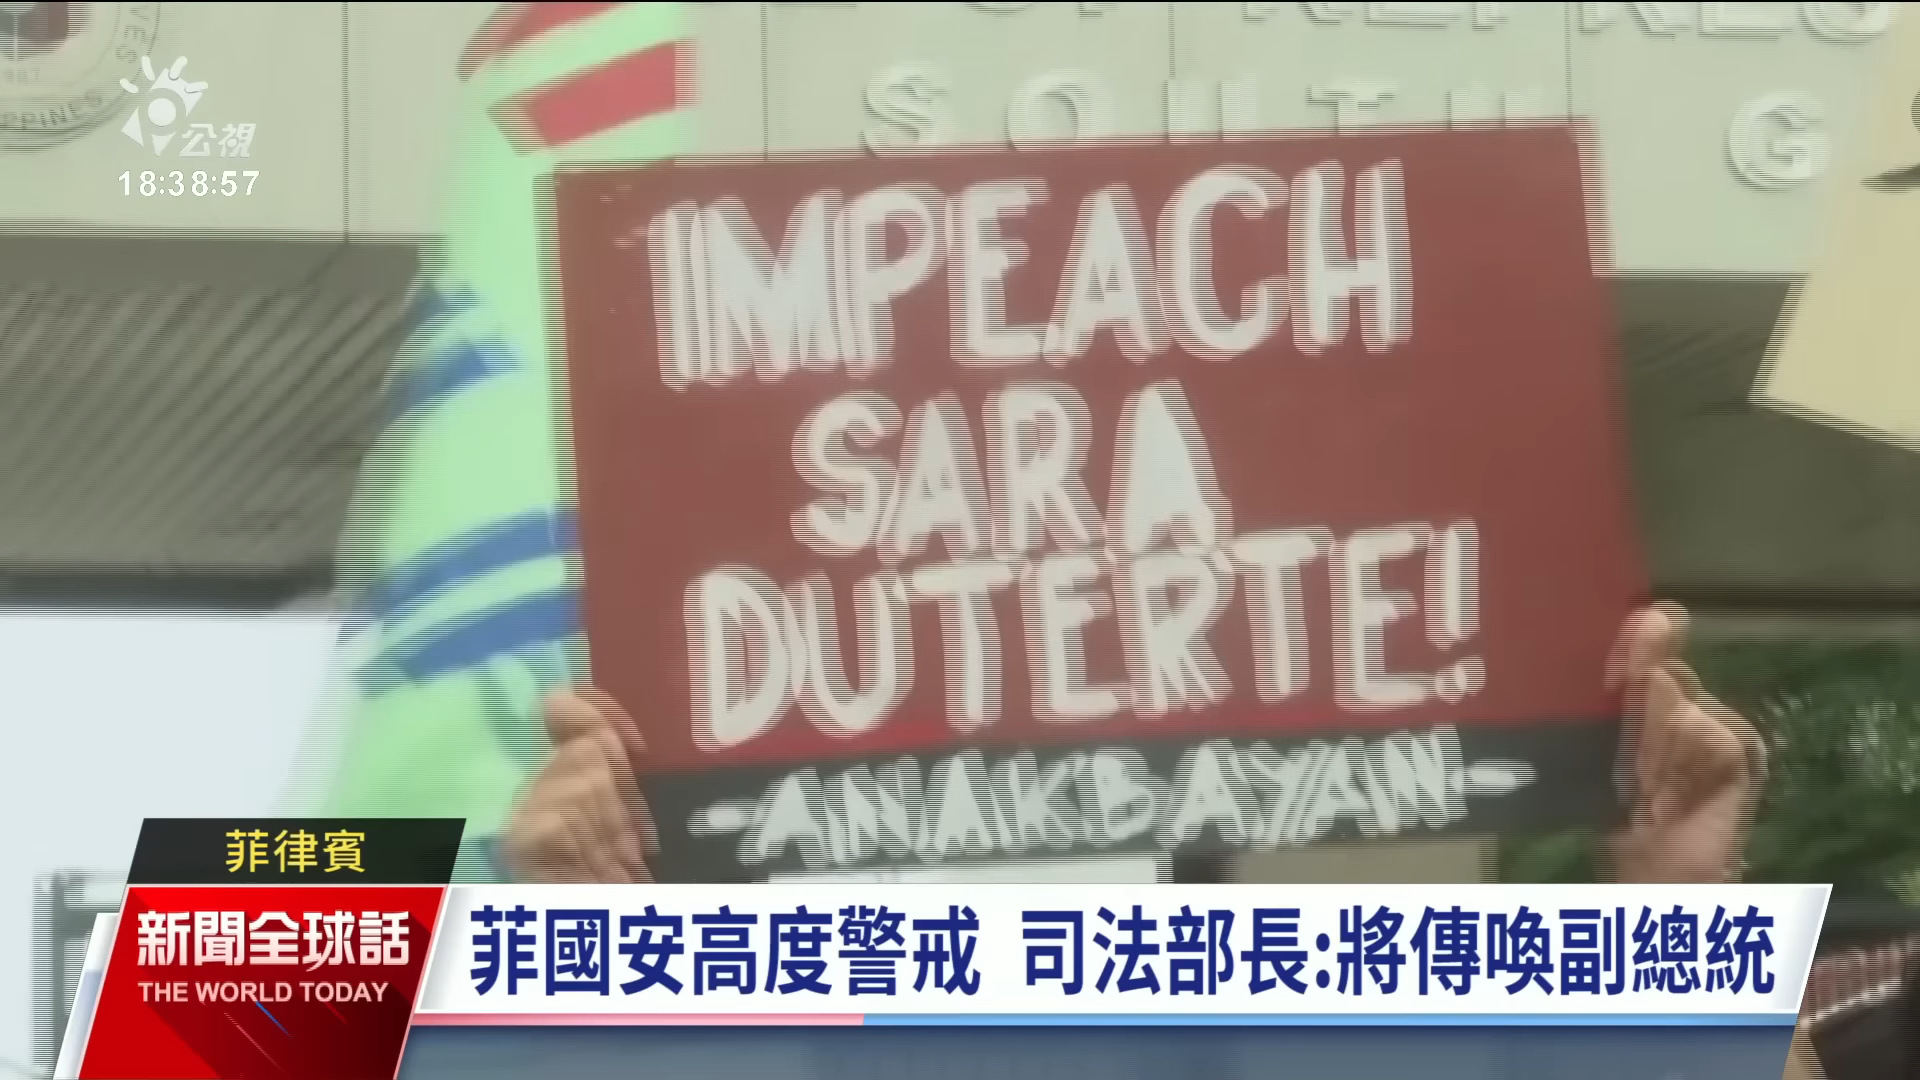 公視
18:38:57
SOUTH G
IMPEACH
SARA
DUTERTE!
-ANAKBAYAN-
菲律賓
新聞全球話
THE WORLD TODAY
菲國安高度警戒 司法部長:將傳喚副總統